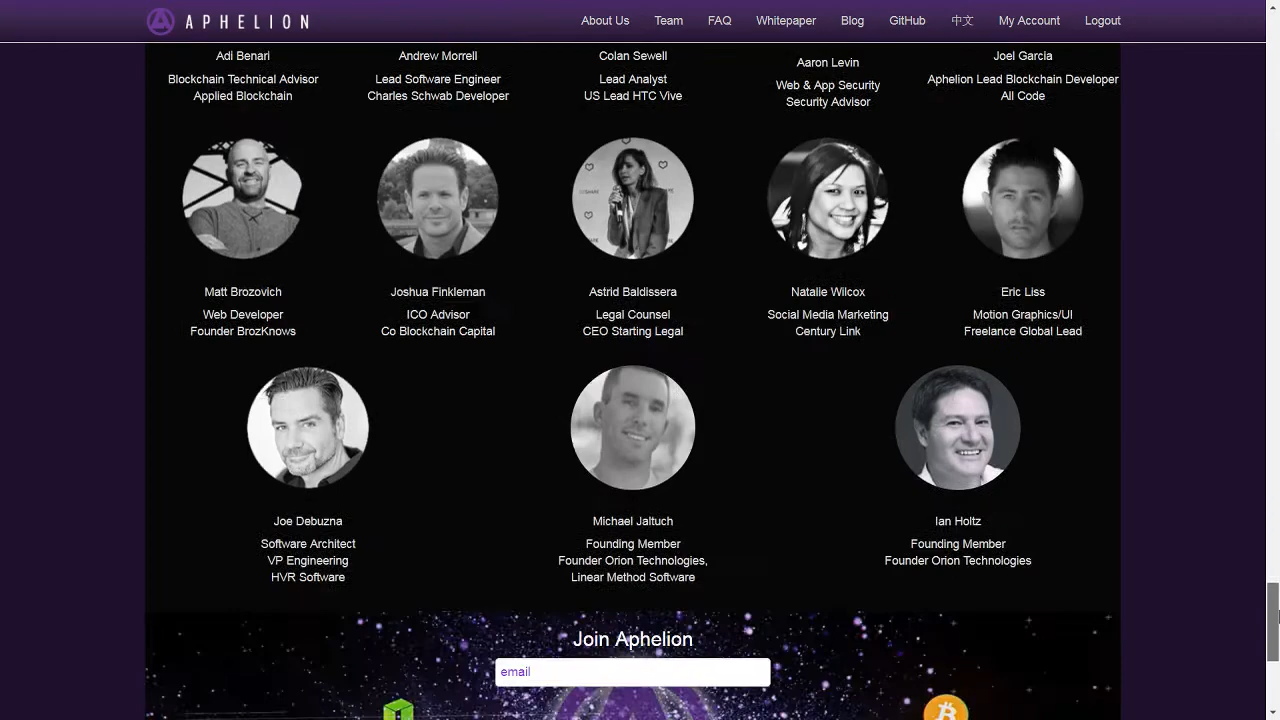 APHELION
About Us Team FAQ Whitepaper Blog GitHub 中文 My Account Logout
Adi Benari
Blockchain Technical Advisor
Applied Blockchain
Andrew Morrell
Lead Software Engineer
Charles Schwab Developer
Colan Sewell
Lead Analyst
US Lead HTC Vive
Aaron Levin
Web & App Security
Security Advisor
Joel Garcia
Aphelion Lead Blockchain Developer
All Code
Matt Brozovich
Web Developer
Founder BrozKnows
Joshua Finkleman
ICO Advisor
Co Blockchain Capital
Astrid Baldissera
Legal Counsel
CEO Starting Legal
Natalie Wilcox
Social Media Marketing
Century Link
Eric Liss
Motion Graphics/UI
Freelance Global Lead
Joe Debuzna
Software Architect
VP Engineering
HVR Software
Michael Jaltuch
Founding Member
Founder Orion Technologies,
Linear Method Software
Ian Holtz
Founding Member
Founder Orion Technologies
Join Aphelion
email